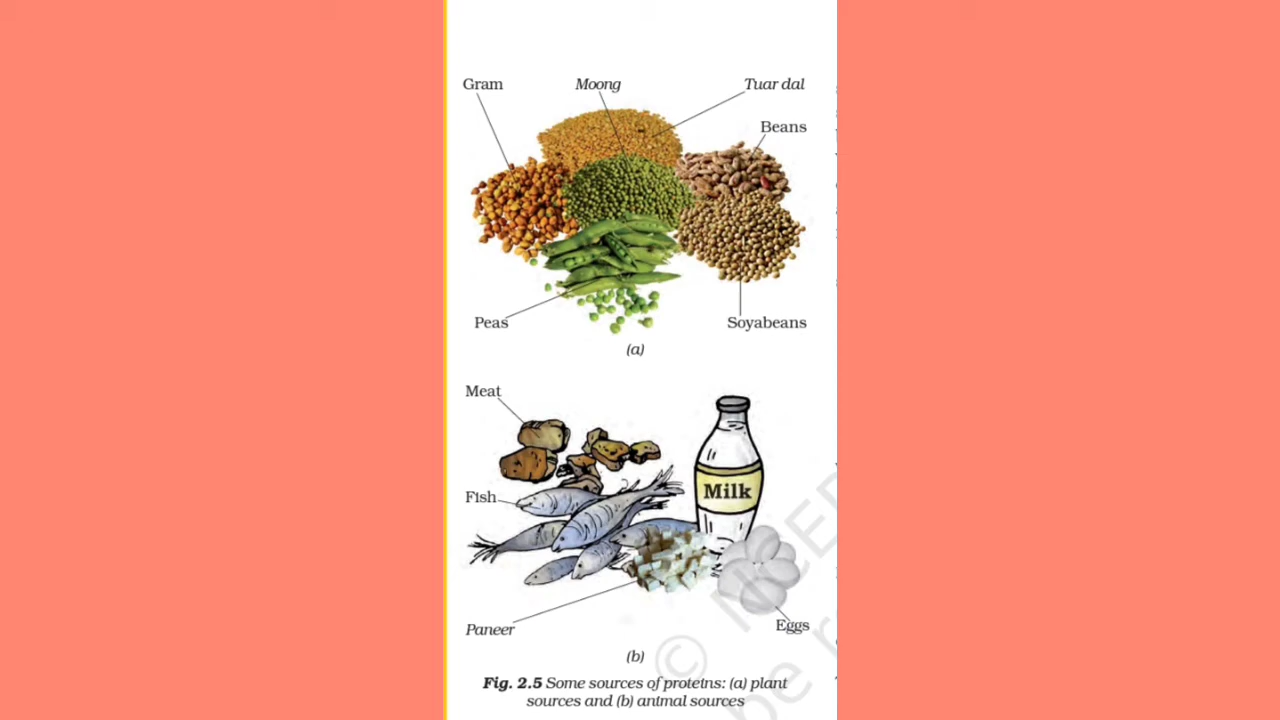 Gram
Moong
Tuar dal
Beans
Peas
Soyabeans
(a)
Meat
Milk
Fish
Paneer
Eggs
(b)
Fig. 2.5 Some sources of proteins: (a) plant
sources and (b) animal sources
©
be